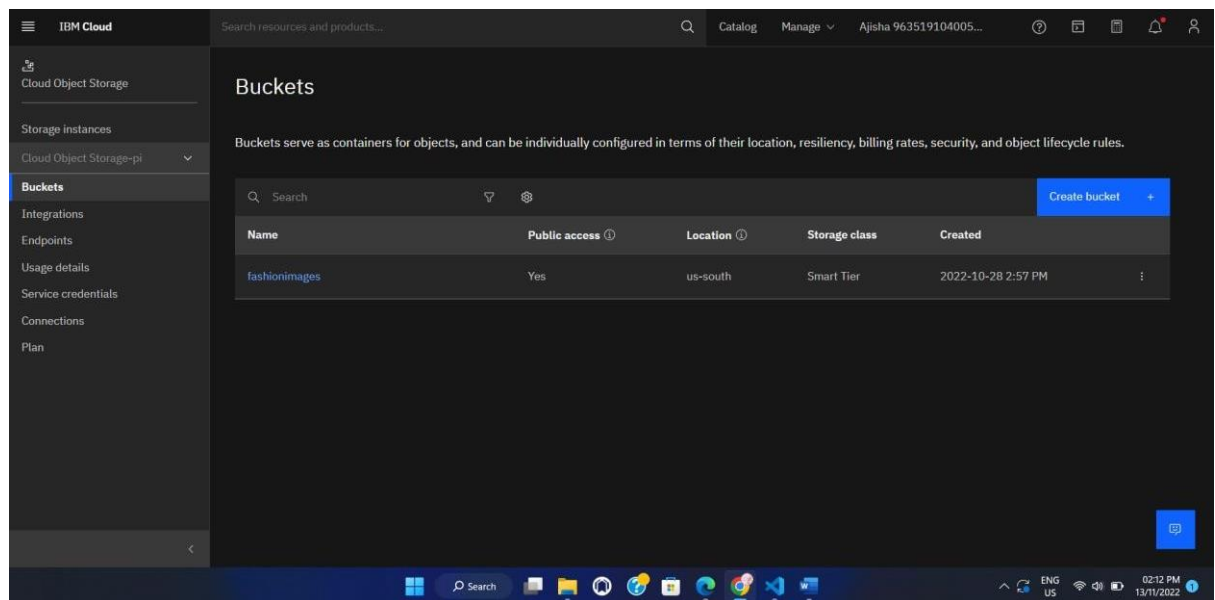 IBM Cloud
Search resources and products...
Catalog
Manage
Ajisha 963519104005...
Cloud Object Storage
Storage instances
Cloud Object Storage-pi
Buckets
Integrations
Endpoints
Usage details
Service credentials
Connections
Plan
Buckets
Buckets serve as containers for objects, and can be individually configured in terms of their location, resiliency, billing rates, security, and object lifecycle rules.
Search
Create bucket +
Name Public access Location Storage class Created
fashionimages Yes us-south Smart Tier 2022-10-28 2:57 PM
Search
ENG
US
02:12 PM
13/11/2022
1